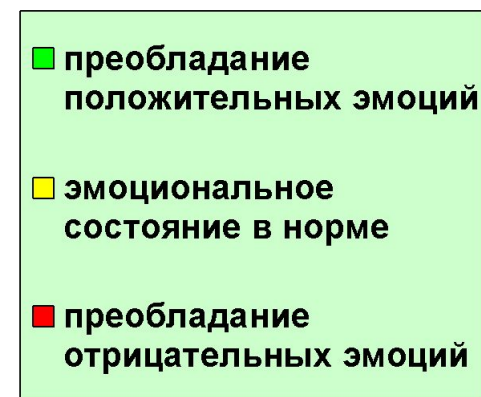 преобладание
положительных эмоций
эмоциональное
состояние в норме
преобладание
отрицательных эмоций